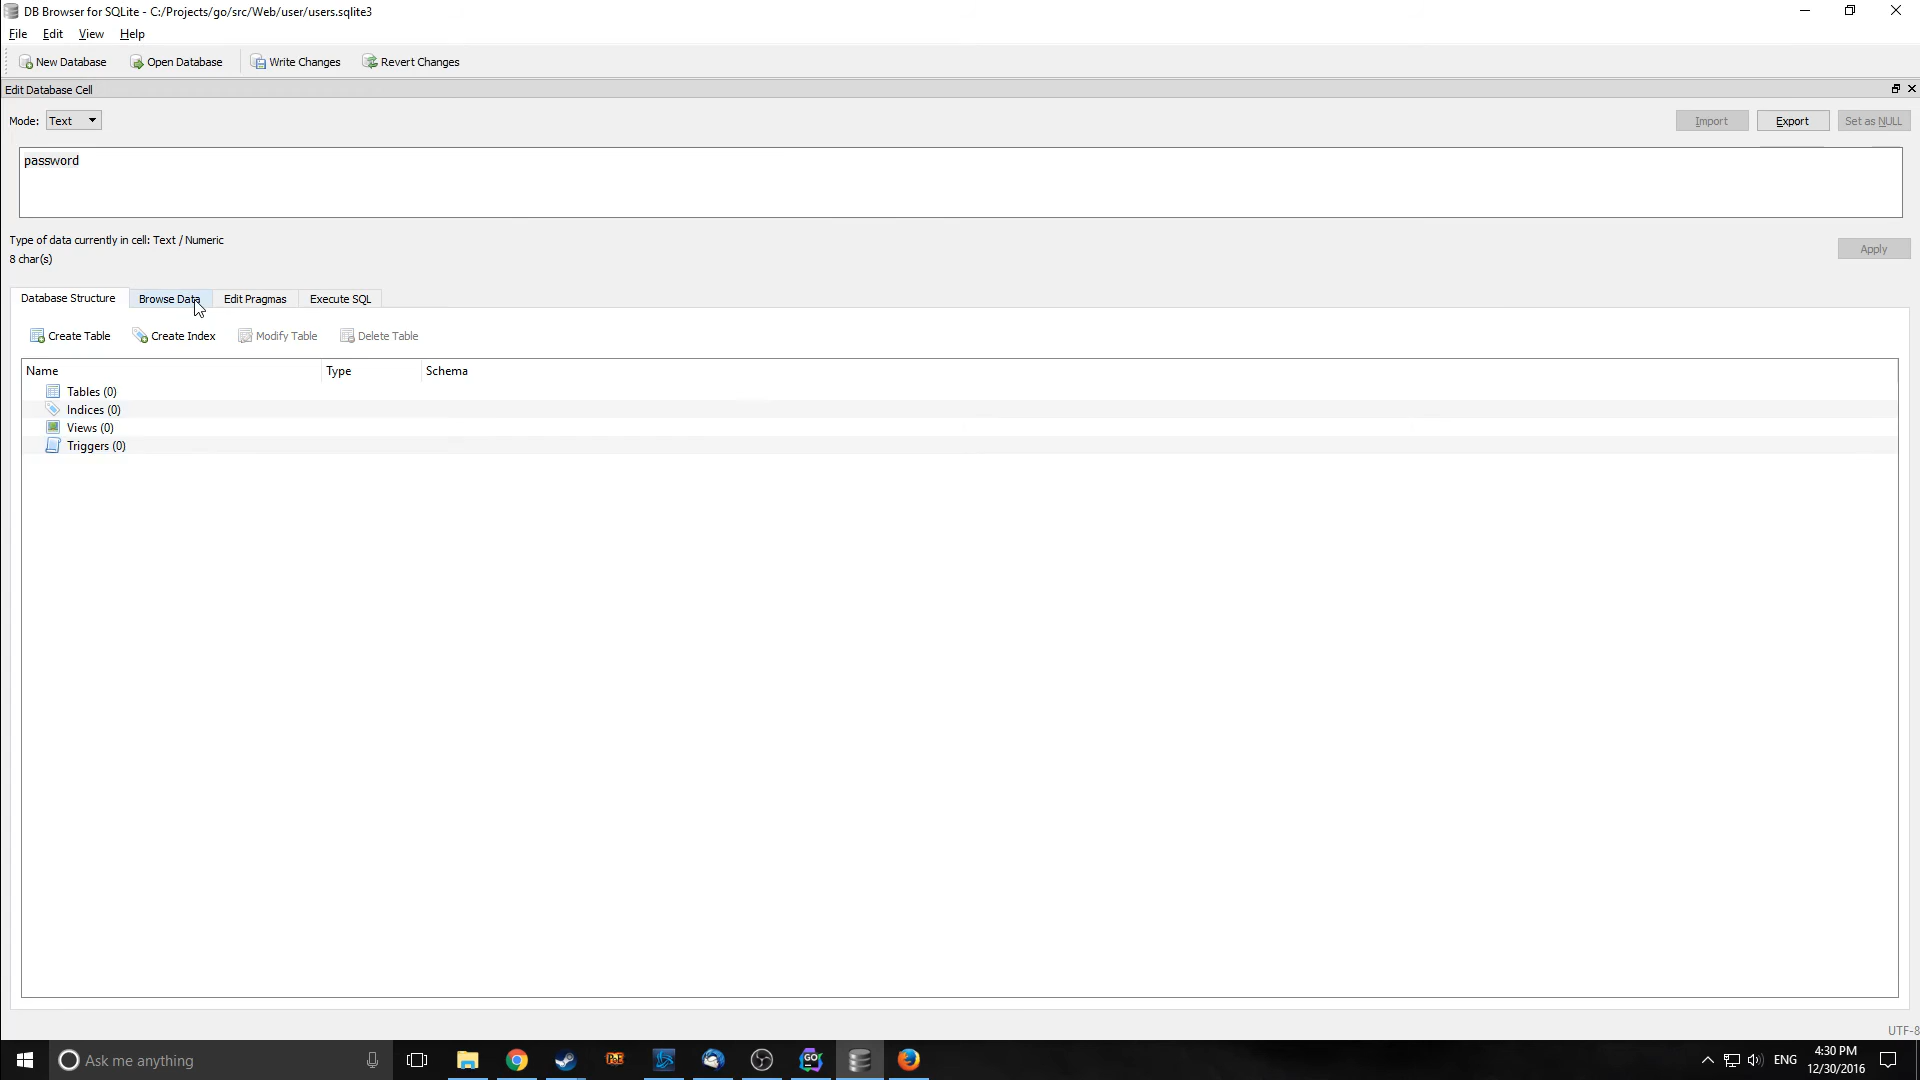 DB Browser for SQLite - C:/Projects/go/src/Web/user/users.sqlite3
File Edit View Help
New Database Open Database Write Changes Revert Changes
Edit Database Cell
Mode: Text Import Export Set as NULL
password
Type of data currently in cell: Text / Numeric
8 char(s)
Apply
Database Structure Browse Data Edit Pragmas Execute SQL
Create Table Create Index Modify Table Delete Table
Name Type Schema
Tables (0)
Indices (0)
Views (0)
Triggers (0)
UTF-8
Ask me anything
PoE
GO
ENG
4:30 PM
12/30/2016